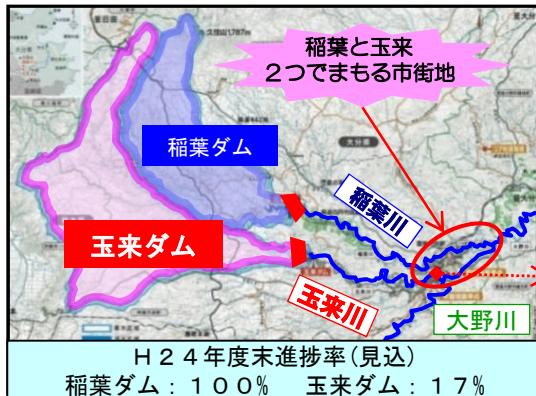 稲葉と玉来
２つでまもる市街地
稲葉ダム
稲葉川
玉来ダム
玉来川
大野川
Ｈ２４年度末進捗率(見込)
稲葉ダム：１００%　玉来ダム：１７%